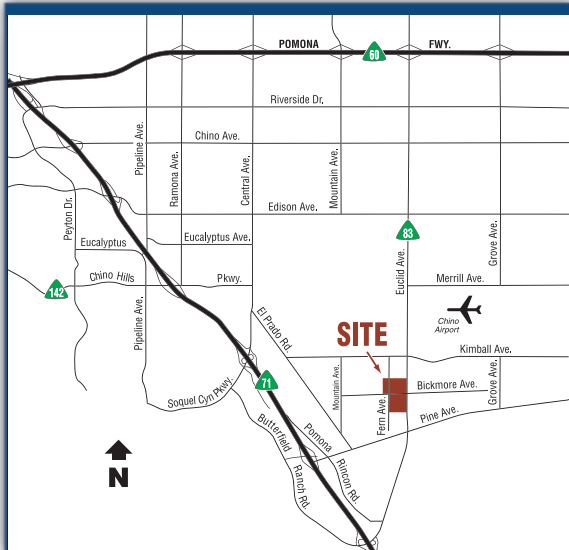 POMONA FWY.
60
Riverside Dr.
Chino Ave.
Pipeline Ave.
Ramona Ave.
Central Ave.
Mountain Ave.
Edison Ave.
Peyton Dr.
83
Grove Ave.
Eucalyptus
Eucalyptus Ave.
Euclid Ave.
Chino Hills Pkwy.
Merrill Ave.
142
Chino
Airport
Pipeline Ave.
El Prado Rd.
SITE
Kimball Ave.
71
Mountain Ave.
Bickmore Ave.
Grove Ave.
Soquel Cyn Pkwy.
Fern Ave.
Pine Ave.
Butterfield
Ranch Rd.
Pomona
Rincon Rd.
N